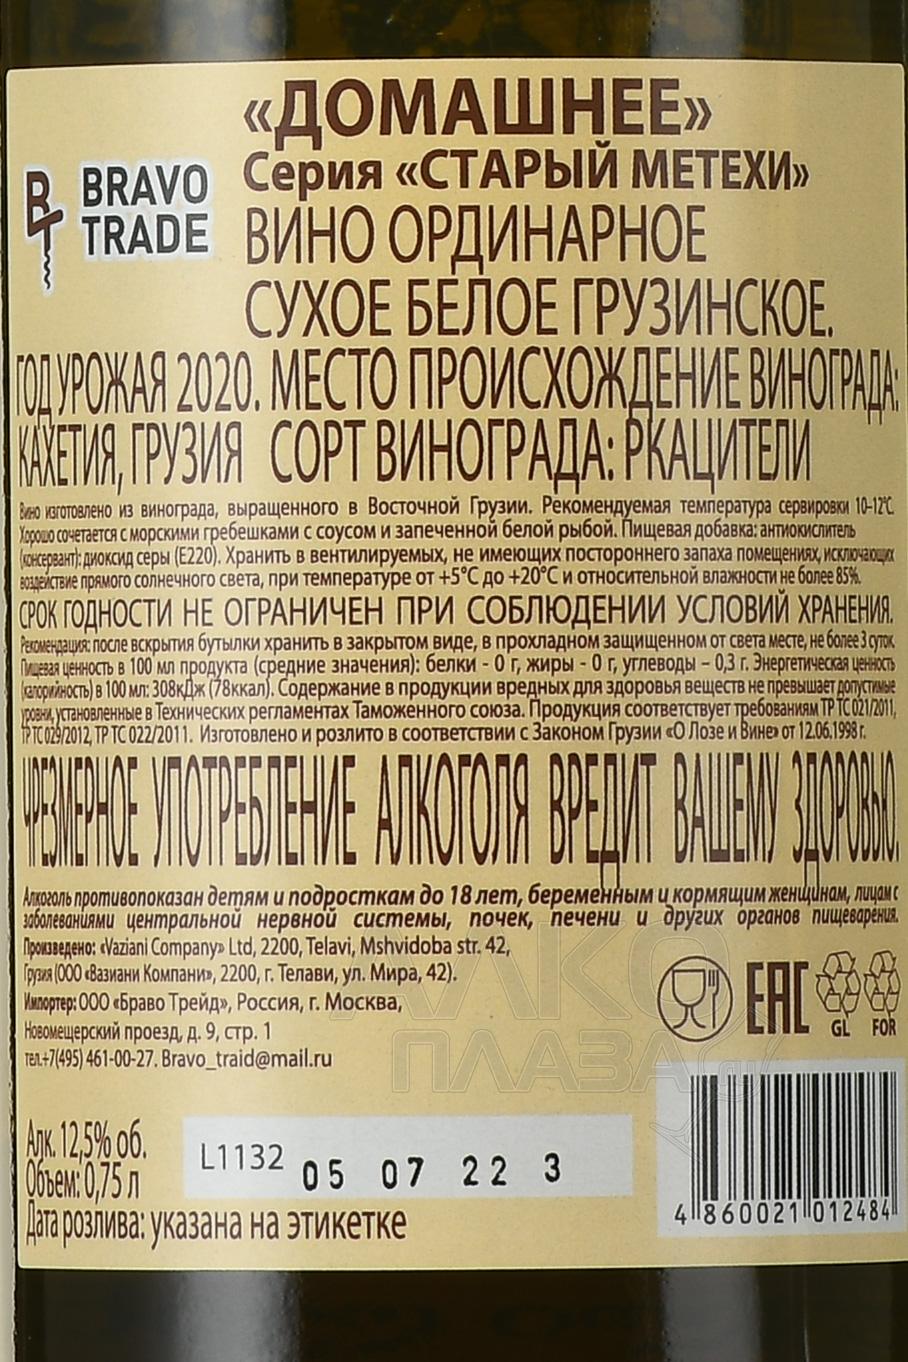 «ДОМАШНЕЕ»
Серия «СТАРЫЙ МЕТЕХИ»
BRAVO
TRADE
ВИНО ОРДИНАРНОЕ
СУХОЕ БЕЛОЕ ГРУЗИНСКОЕ.
ГОД УРОЖАЯ 2020. МЕСТО ПРОИСХОЖДЕНИЕ ВИНОГРАДА:
КАХЕТИЯ, ГРУЗИЯ СОРТ ВИНОГРАДА: РКАЦИТЕЛИ
Вино изготовлено из винограда, выращенного в Восточной Грузии. Рекомендуемая температура сервировки 10-12°C.
Хорошо сочетается с морскими гребешками с соусом и запеченной белой рыбой. Пищевая добавка: антиокислитель
(консервант): диоксид серы (Е220). Хранить в вентилируемых, не имеющих постороннего запаха помещениях, исключающих
воздействие прямого солнечного света, при температуре от +5°C до +20°C и относительной влажности не более 85%.
СРОК ГОДНОСТИ НЕ ОГРАНИЧЕН ПРИ СОБЛЮДЕНИИ УСЛОВИЙ ХРАНЕНИЯ.
Рекомендация: после вскрытия бутылки хранить в закрытом виде, в прохладном защищенном от света месте, не более 3 суток.
Пищевая ценность в 100 мл продукта (средние значения): белки - 0 г, жиры - 0 г, углеводы – 0,3 г. Энергетическая ценность
(калорийность) в 100 мл: 308кДж (78ккал). Содержание в продукции вредных для здоровья веществ не превышает допустимые
уровни, установленные в Технических регламентах Таможенного союза. Продукция соответствует требованиям ТР ТС 021/2011,
ТР ТС 029/2012, ТР ТС 022/2011. Изготовлено и розлито в соответствии с Законом Грузии «О Лозе и Вине» от 12.06.1998 г.
ЧРЕЗМЕРНОЕ УПОТРЕБЛЕНИЕ АЛКОГОЛЯ ВРЕДИТ ВАШЕМУ ЗДОРОВЬЮ.
Алкоголь противопоказан детям и подросткам до 18 лет, беременным и кормящим женщинам, лицам с
заболеваниями центральной нервной системы, почек, печени и других органов пищеварения.
Произведено: «Vaziani Company» Ltd, 2200, Telavi, Mshvidoba str. 42,
Грузия (ООО «Вазиани Компани», 2200, г. Телави, ул. Мира, 42).
Импортер: ООО «Браво Трейд», Россия, г. Москва,
Новомещерский проезд, д. 9, стр. 1
тел.+7(495) 461-00-27. Bravo_traid@mail.ru
EAC
GL FOR
АЛКО
ПЛАЗА
Алк. 12,5% об.
Объем: 0,75 л
L1132 05 07 22 3
Дата розлива: указана на этикетке
4 860021 012484